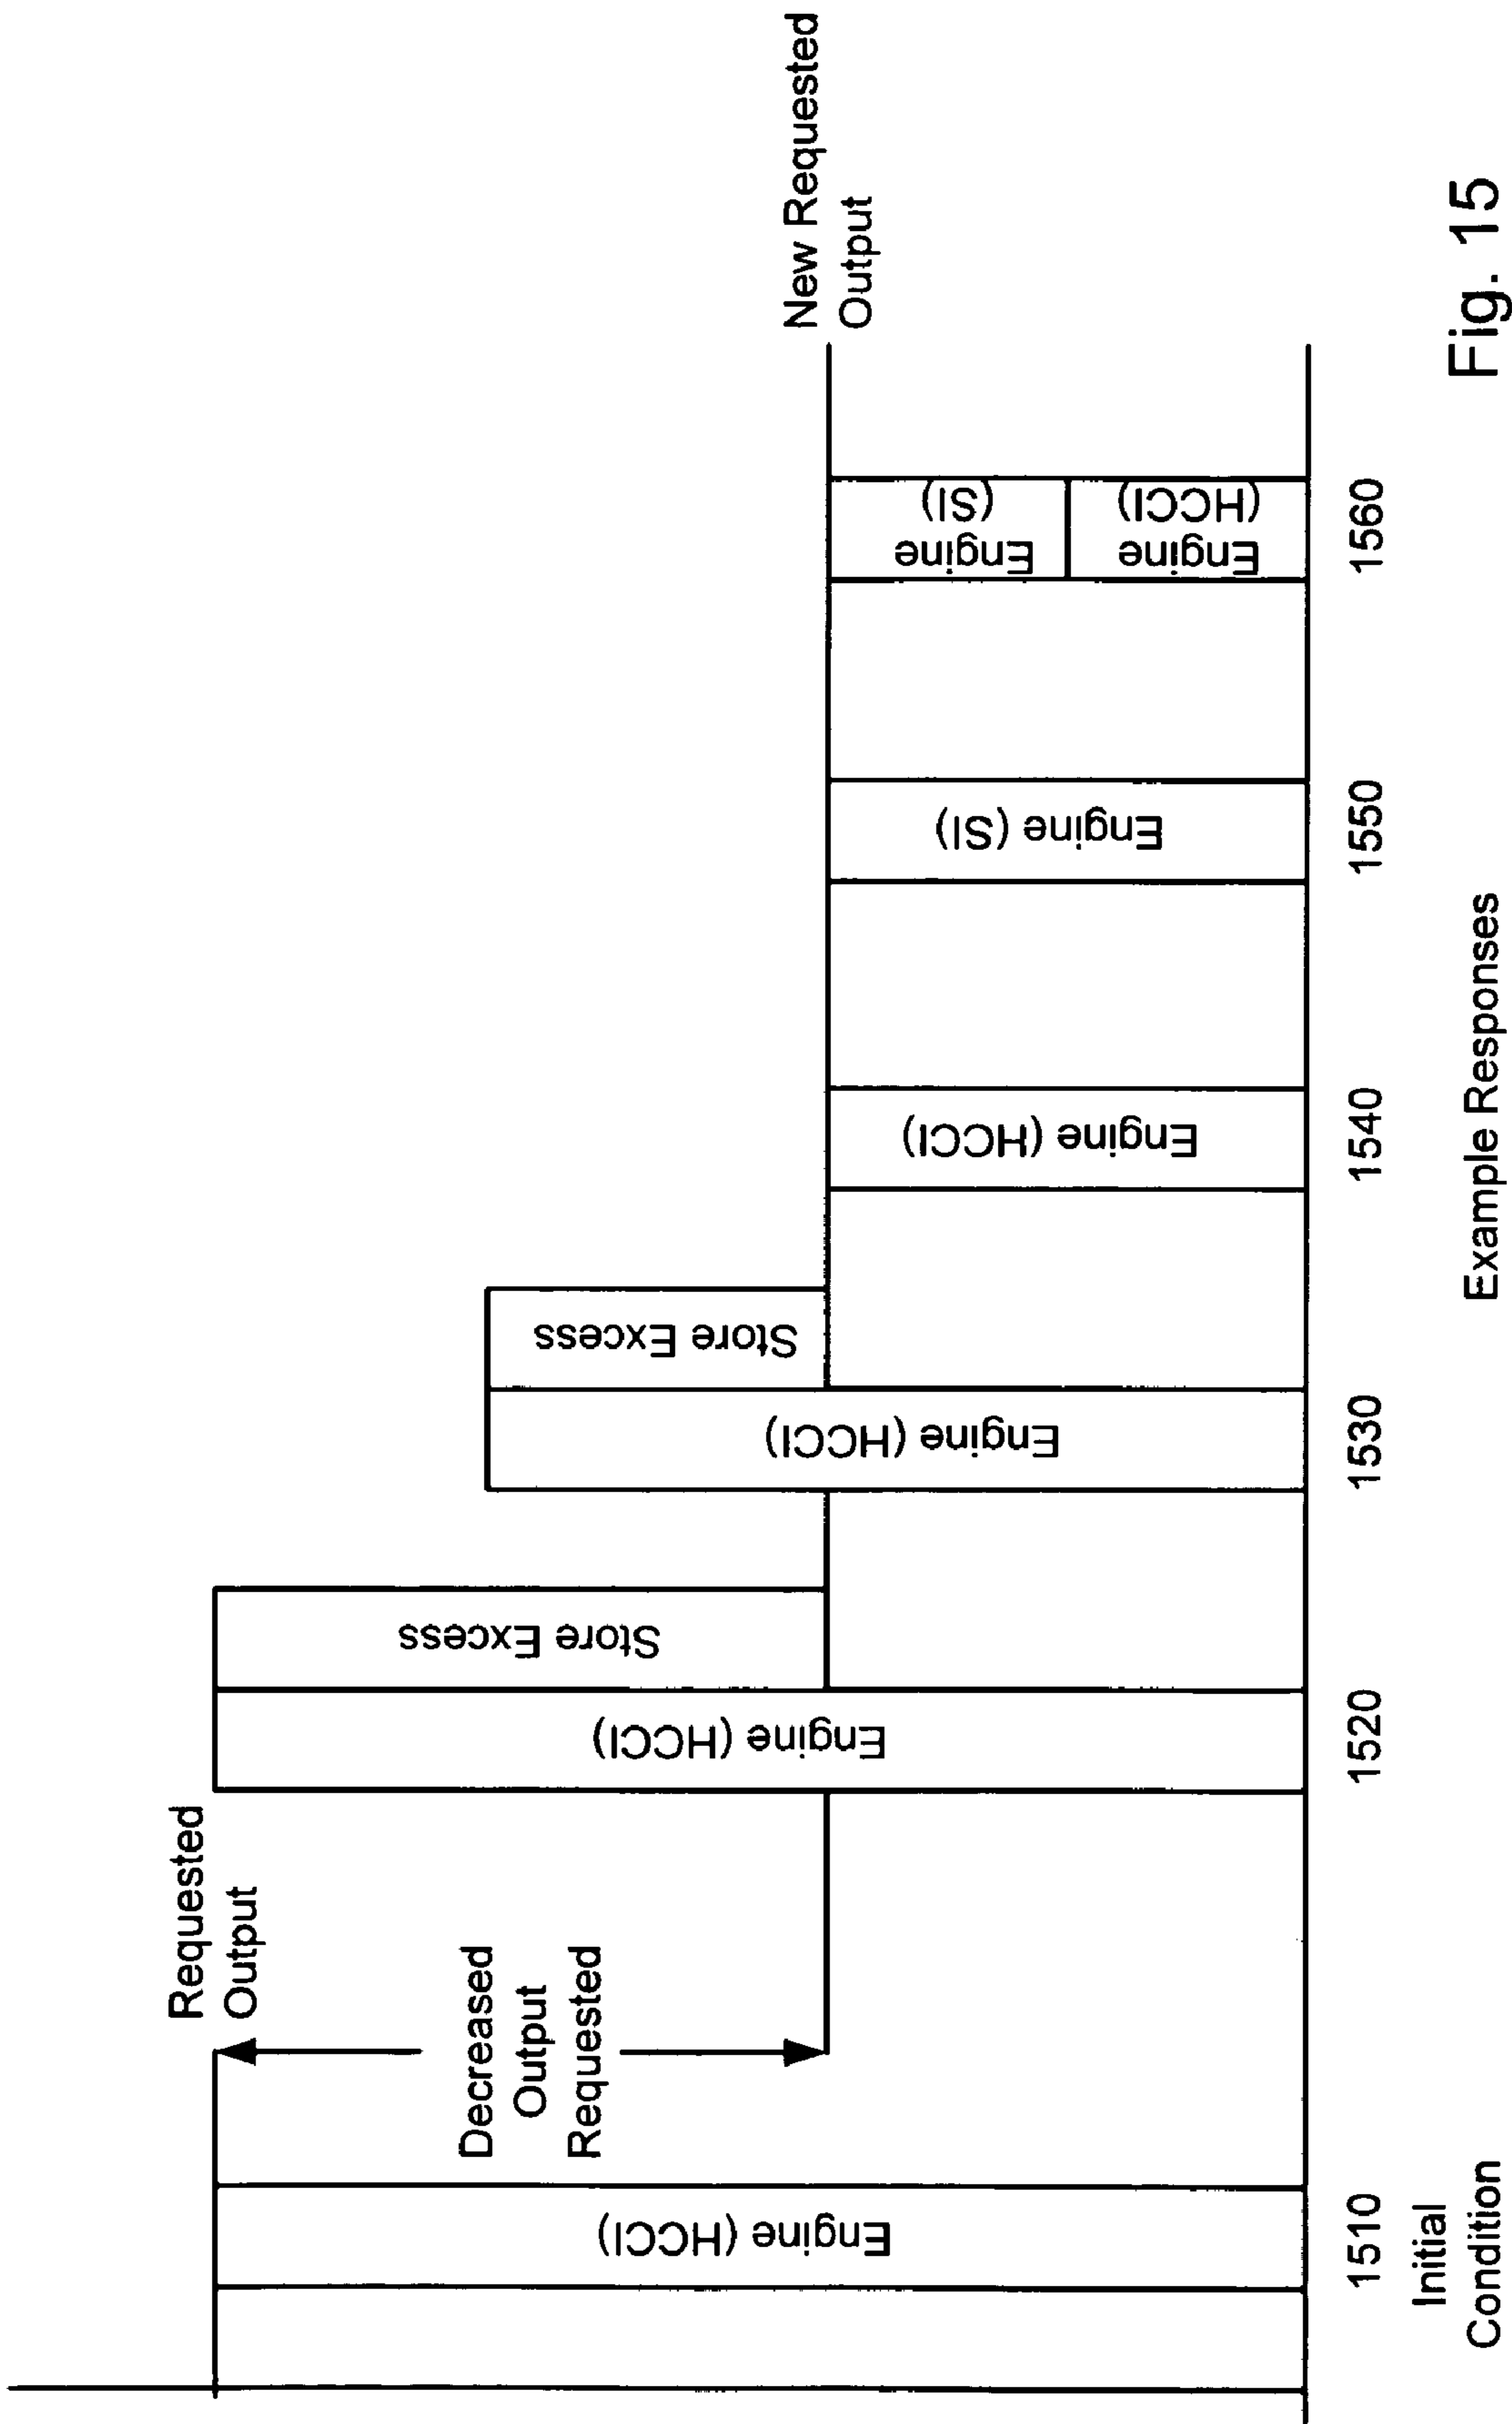 Requested
Output
Decreased
Output
Requested
New Requested
Output
Engine (HCCI)
Engine (HCCI)
Store Excess
Engine (HCCI)
Store Excess
Engine (HCCI)
Engine (SI)
Engine
(SI)
Engine
(HCCI)
1510
1520
1530
1540
1550
1560
Initial
Condition
Example Responses
Fig. 15